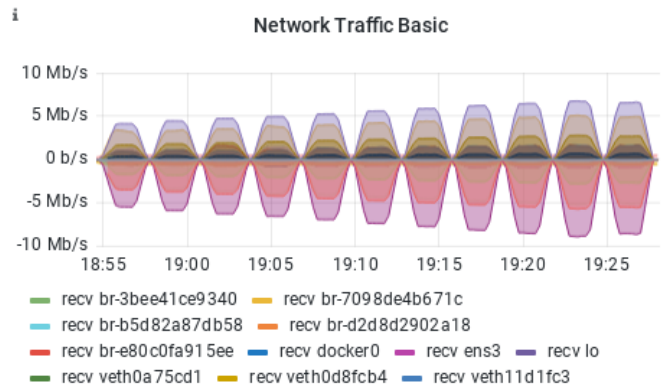 i
Network Traffic Basic
10 Mb/s
5 Mb/s
0 b/s
-5 Mb/s
-10 Mb/s
18:55 19:00 19:05 19:10 19:15 19:20 19:25
recv br-3bee41ce9340 recv br-7098de4b671c
recv br-b5d82a87db58 recv br-d2d8d2902a18
recv br-e80c0fa915ee recv docker0 recv ens3 recv lo
recv veth0a75cd1 recv veth0d8fcb4 recv veth11d1fc3